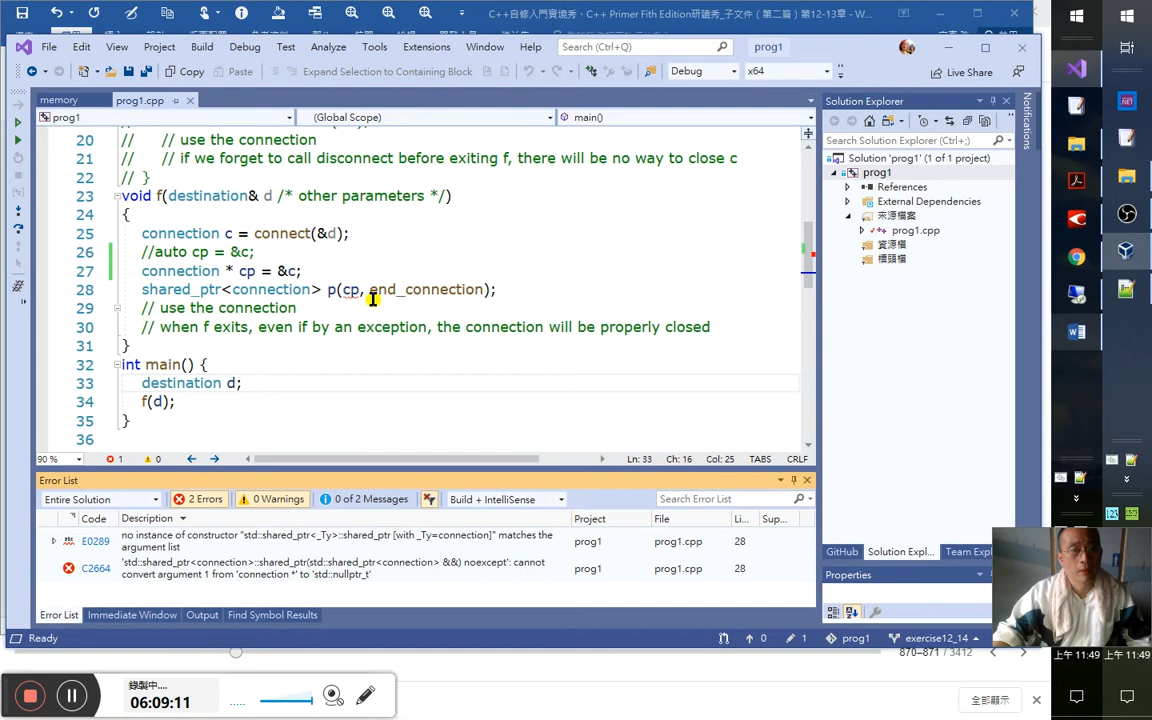 C++自修入門實境秀、C++ Primer Fith Edition研讀秀_子文件（第二篇）12-13章 - W...
File Edit View Project Build Debug Test Analyze Tools Extensions Window Help Search (Ctrl+Q) prog1
Copy Paste Expand Selection to Containing Block Debug x64 Live Share
memory prog1.cpp
prog1 (Global Scope) main()
20 // // use the connection
21 // // if we forget to call disconnect before exiting f, there will be no way to close c
22 // }
23 void f(destination& d /* other parameters */)
24 {
25 connection c = connect(&d);
26 //auto cp = &c;
27 connection * cp = &c;
28 shared_ptr<connection> p(cp, end_connection);
29 // use the connection
30 // when f exits, even if by an exception, the connection will be properly closed
31 }
32 int main() {
33 destination d;
34 f(d);
35 }
36
90 % 1 0 Ln: 33 Ch: 16 Col: 25 TABS CRLF
Error List
Entire Solution 2 Errors 0 Warnings 0 of 2 Messages Build + IntelliSense Search Error List
Code Description Project File Li... Sup...
E0289 no instance of constructor "std::shared_ptr<_Ty>::shared_ptr [with _Ty=connection]" matches the argument list prog1 prog1.cpp 28
C2664 'std::shared_ptr<connection>::shared_ptr(std::shared_ptr<connection> &&) noexcept': cannot convert argument 1 from 'connection *' to 'std::nullptr_t' prog1 prog1.cpp 28
Error List Immediate Window Output Find Symbol Results
Ready 0 1 prog1 exercise12_14
Solution Explorer
Search Solution Explorer (Ctrl+;)
Solution 'prog1' (1 of 1 project)
prog1
References
External Dependencies
來源檔案
prog1.cpp
資源檔
標頭檔
GitHub Solution Expl... Team Expl...
Properties
Notifications
870–871 / 3412
錄製中....
06:09:11
全部顯示
上午 11:49 上午 11:49